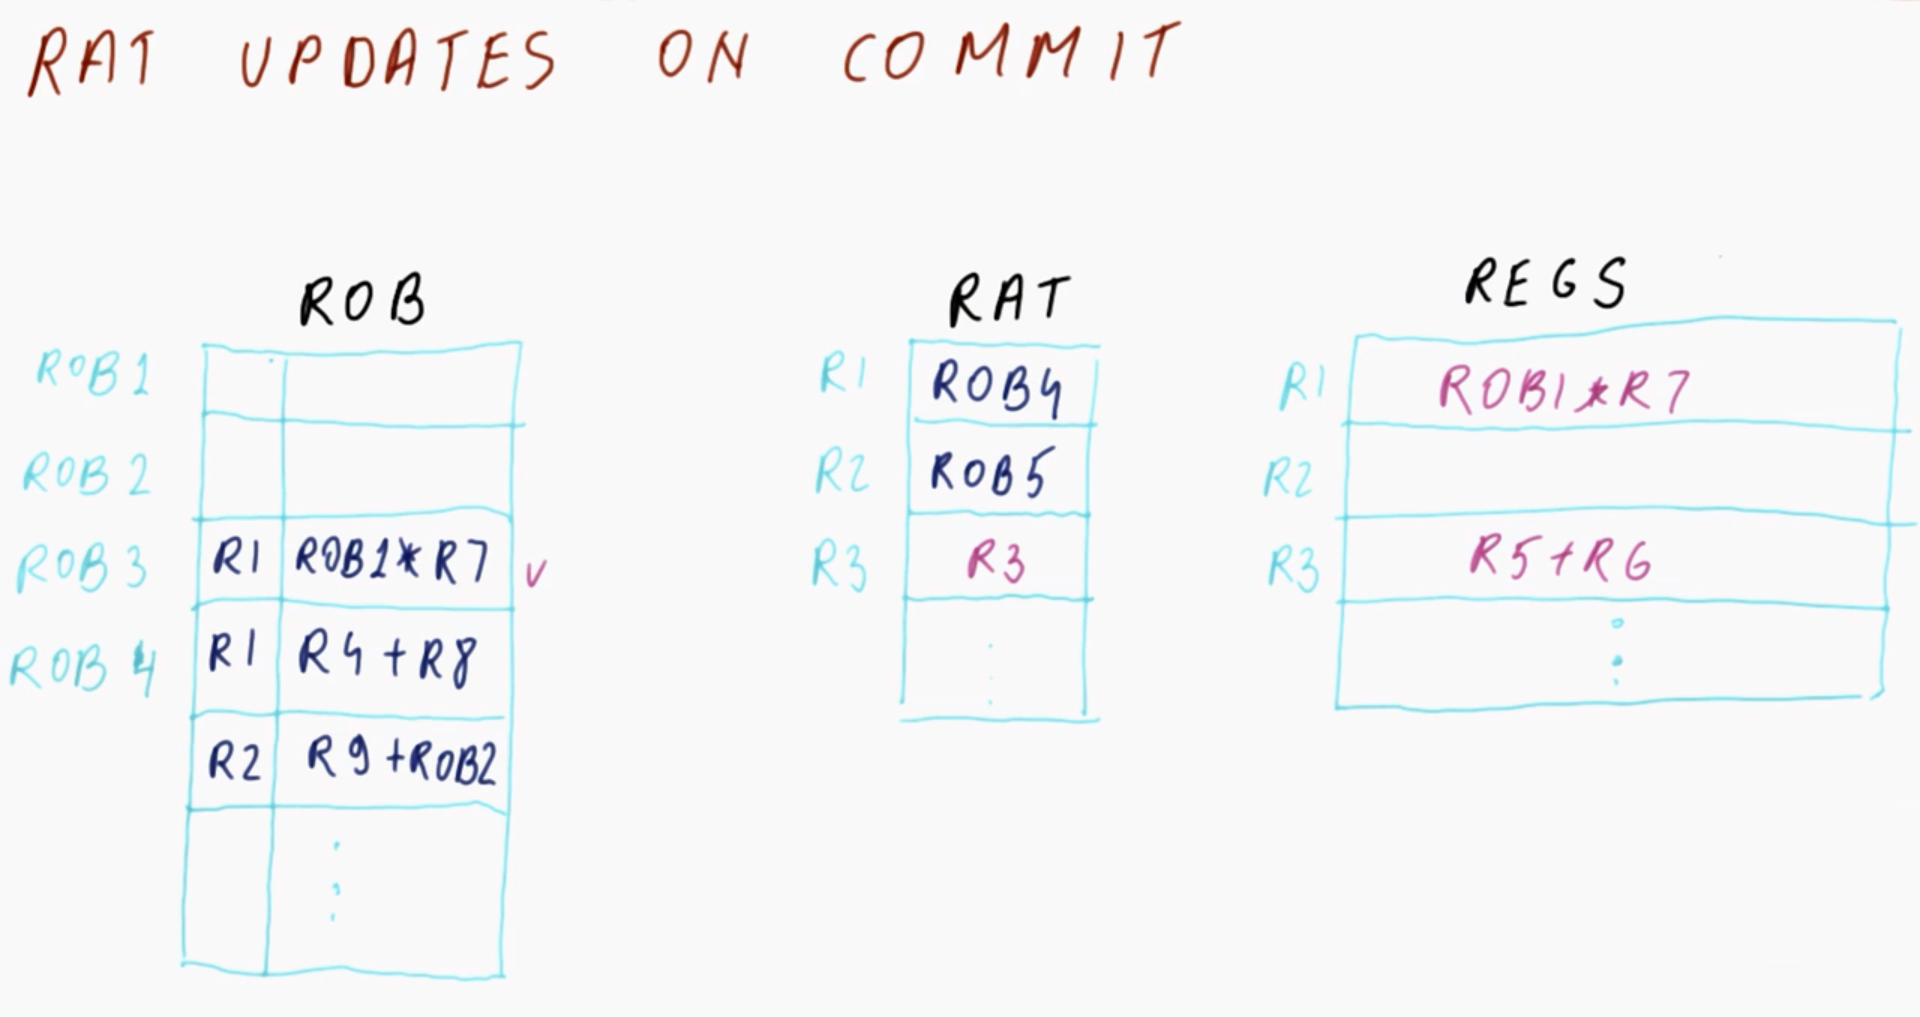 RAT UPDATES ON COMMIT
ROB RAT REGS
ROB1 R1 ROB4 R1 ROB1*R7
ROB2 R2 ROB5 R2
ROB3 R1 ROB1*R7 v R3 R3 R3 R5+R6
ROB4 R1 R4+R8
R2 R9+ROB2